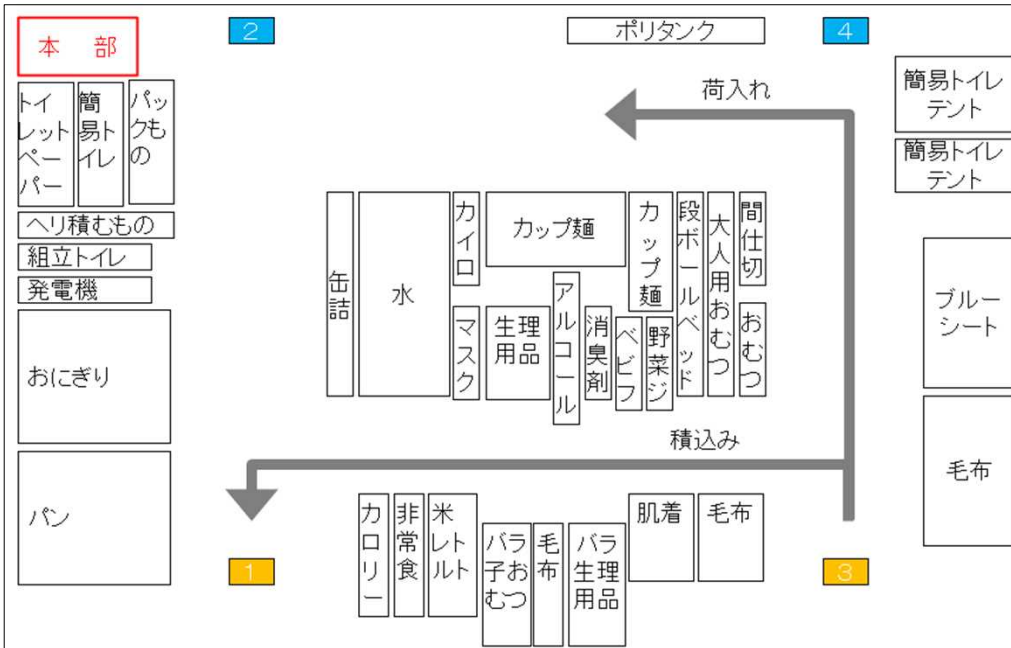 本 部
2
ポリタンク
4
トイレットペーパー
簡易トイレ
パックもの
荷入れ
簡易トイレ
テント
簡易トイレ
テント
ヘリ積むもの
組立トイレ
発電機
缶詰
水
カイロ
カップ麺
カップ麺
段ボールベッド
大人用おむつ
間仕切
マスク
生理
用品
アルコール
消臭剤
ベビフ
野菜ジ
おむつ
ブルー
シート
おにぎり
積込み
毛布
パン
カロリー
非常食
米レトルト
バラ
子お
むつ
毛布
バラ
生理
用品
肌着
毛布
1
3